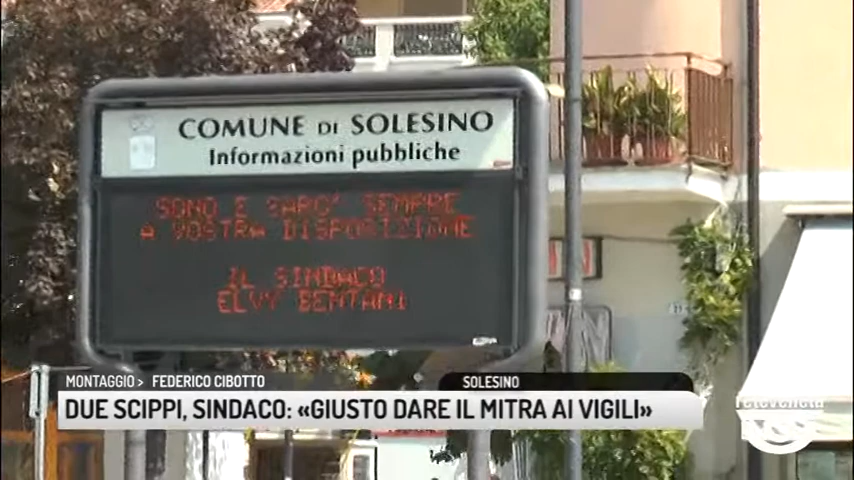 COMUNE DI SOLESINO
Informazioni pubbliche
SONO E SARO' SEMPRE
A VOSTRA DISPOSIZIONE
IL SINDACO
ELVY BENTANI
MONTAGGIO> FEDERICO CIBOTTO
SOLESINO
DUE SCIPPI, SINDACO: «GIUSTO DARE IL MITRA AI VIGILI»
Televeneta